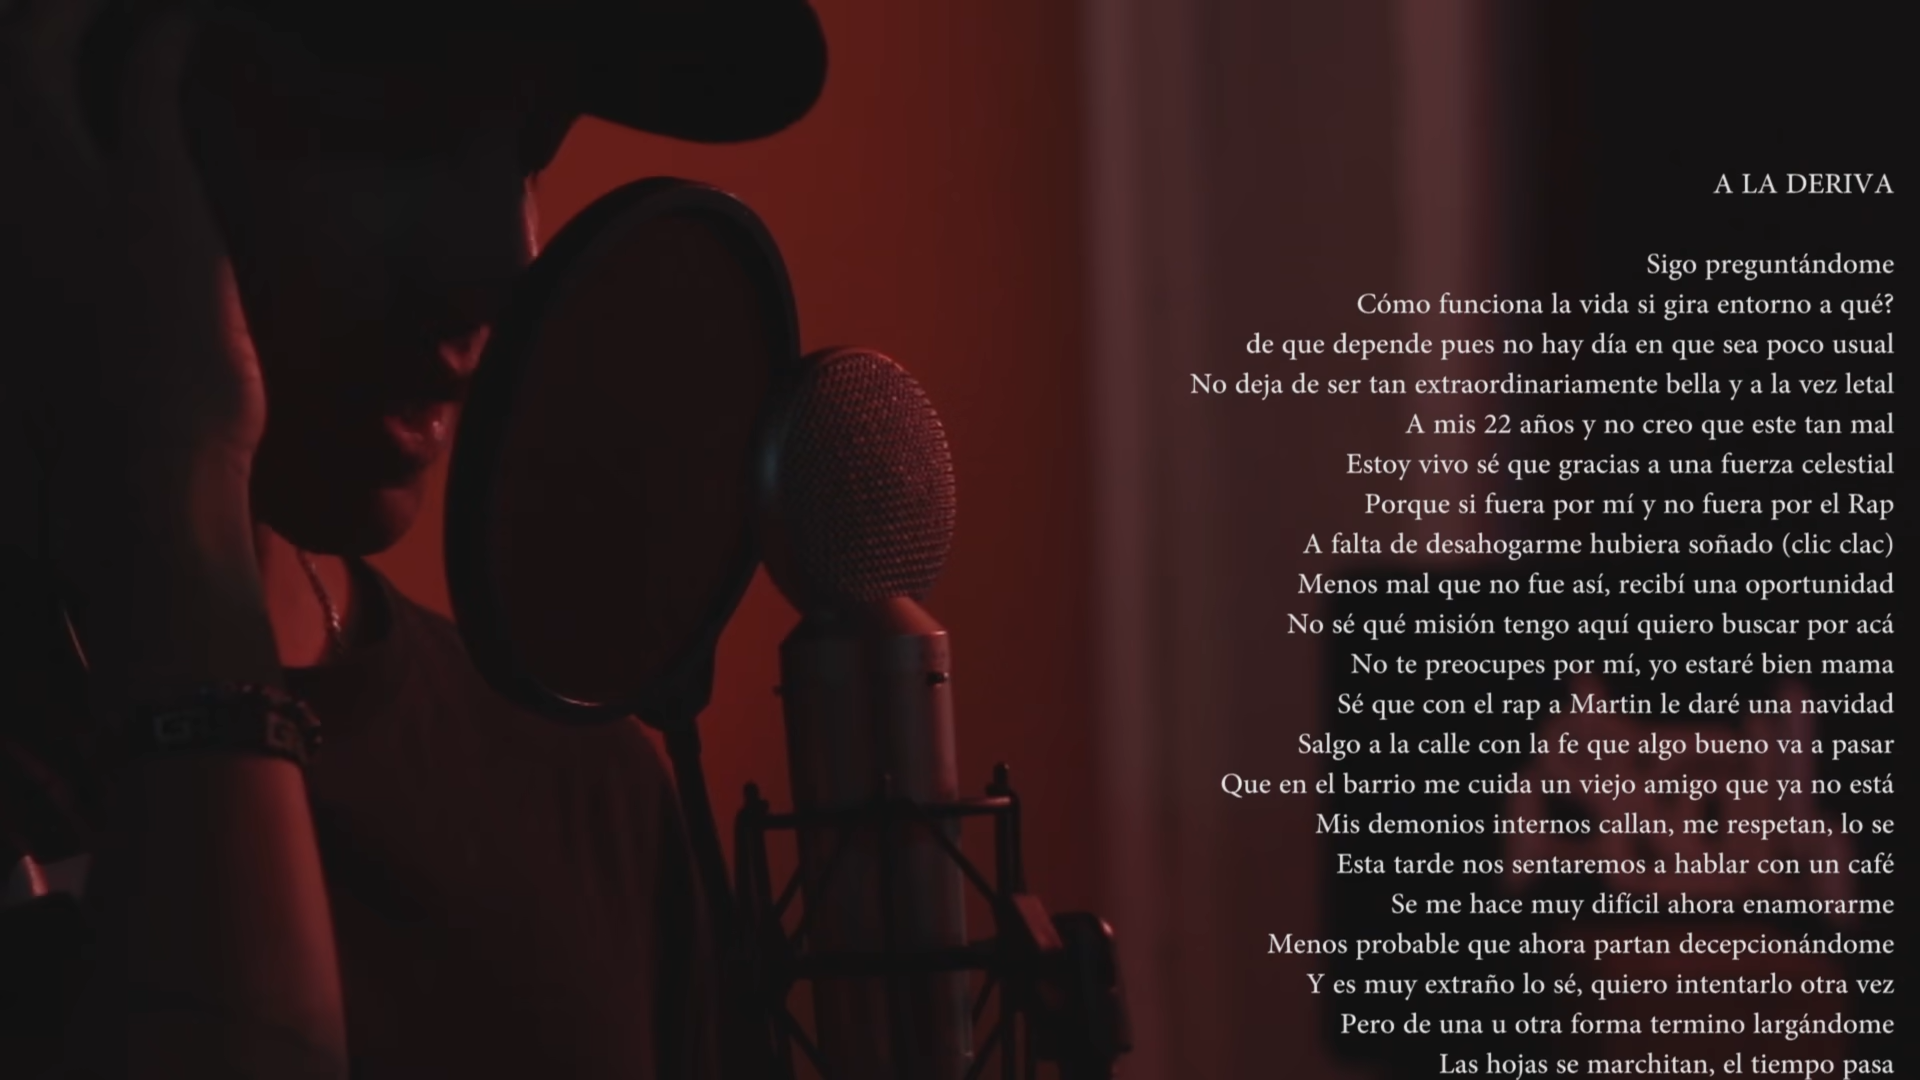 A LA DERIVA
Sigo preguntándome
Cómo funciona la vida si gira entorno a qué?
de que depende pues no hay día en que sea poco usual
No deja de ser tan extraordinariamente bella y a la vez letal
A mis 22 años y no creo que este tan mal
Estoy vivo sé que gracias a una fuerza celestial
Porque si fuera por mí y no fuera por el Rap
A falta de desahogarme hubiera soñado (clic clac)
Menos mal que no fue así, recibí una oportunidad
No sé qué misión tengo aquí quiero buscar por acá
No te preocupes por mí, yo estaré bien mama
Sé que con el rap a Martin le daré una navidad
Salgo a la calle con la fe que algo bueno va a pasar
Que en el barrio me cuida un viejo amigo que ya no está
Mis demonios internos callan, me respetan, lo se
Esta tarde nos sentaremos a hablar con un café
Se me hace muy difícil ahora enamorarme
Menos probable que ahora partan decepcionándome
Y es muy extraño lo sé, quiero intentarlo otra vez
Pero de una u otra forma termino largándome
Las hojas se marchitan, el tiempo pasa